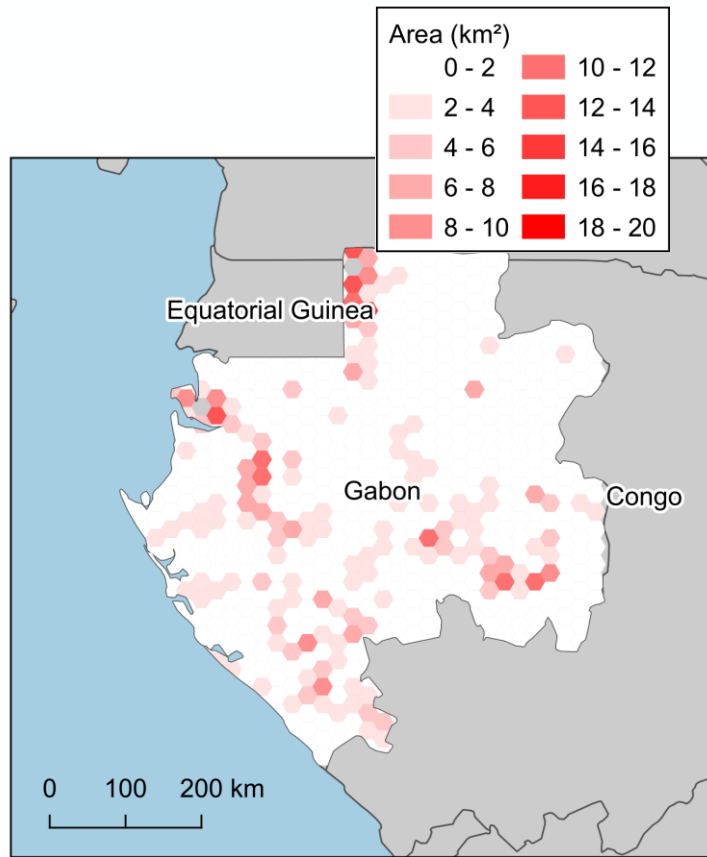 Area (km²)
0 - 2
2 - 4
4 - 6
6 - 8
8 - 10
10 - 12
12 - 14
14 - 16
16 - 18
18 - 20
Equatorial Guinea
Gabon
Congo
0 100 200 km